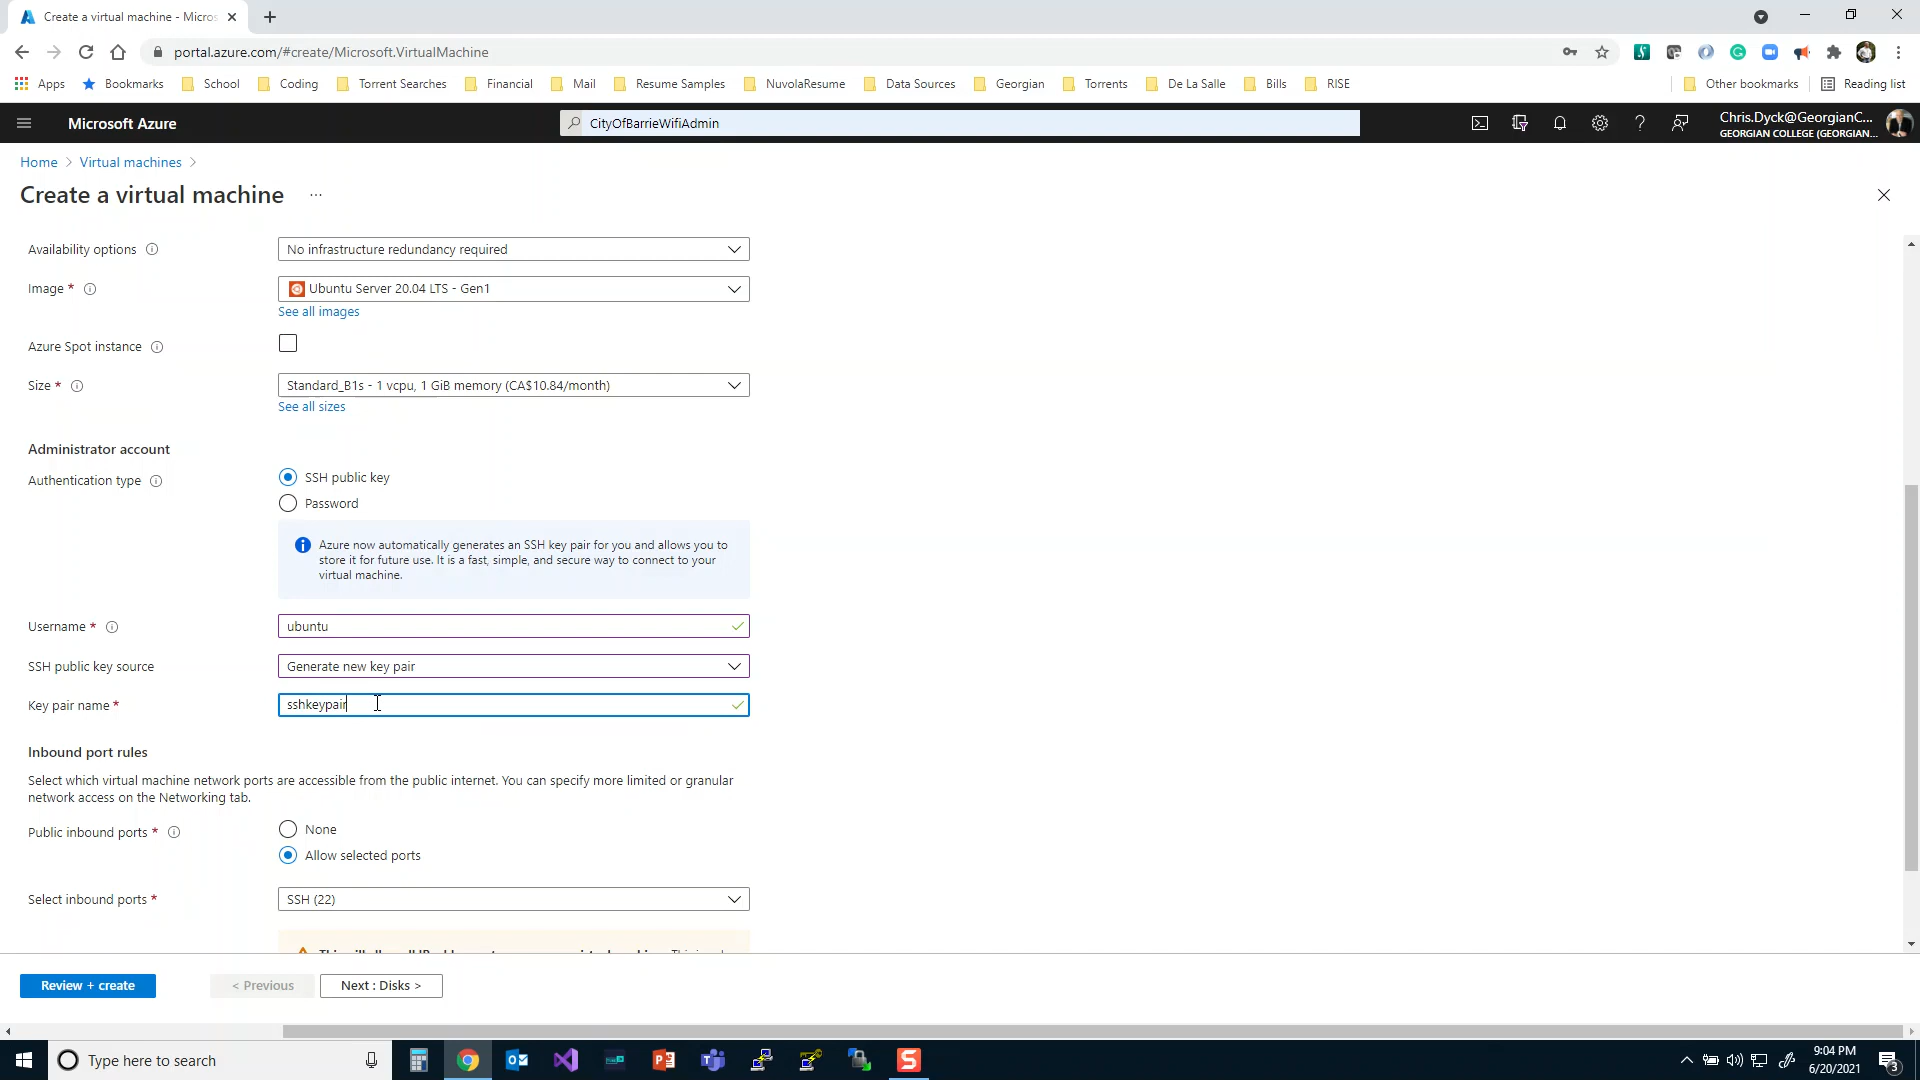 Create a virtual machine - Micros
portal.azure.com/#create/Microsoft.VirtualMachine
Apps
Bookmarks
School
Coding
Torrent Searches
Financial
Mail
Resume Samples
NuvolaResume
Data Sources
Georgian
Torrents
De La Salle
Bills
RISE
Other bookmarks
Reading list
Microsoft Azure
CityOfBarrieWifiAdmin
Chris.Dyck@GeorgianC...
GEORGIAN COLLEGE (GEORGIAN...
Home > Virtual machines >
Create a virtual machine ...
Availability options
No infrastructure redundancy required
Image *
Ubuntu Server 20.04 LTS - Gen1
See all images
Azure Spot instance
Size *
Standard_B1s - 1 vcpu, 1 GiB memory (CA$10.84/month)
See all sizes
Administrator account
Authentication type
SSH public key
Password
Azure now automatically generates an SSH key pair for you and allows you to
store it for future use. It is a fast, simple, and secure way to connect to your
virtual machine.
Username *
ubuntu
SSH public key source
Generate new key pair
Key pair name *
sshkeypair
Inbound port rules
Select which virtual machine network ports are accessible from the public internet. You can specify more limited or granular
network access on the Networking tab.
Public inbound ports *
None
Allow selected ports
Select inbound ports *
SSH (22)
Review + create
< Previous
Next : Disks >
Type here to search
9:04 PM
6/20/2021
3